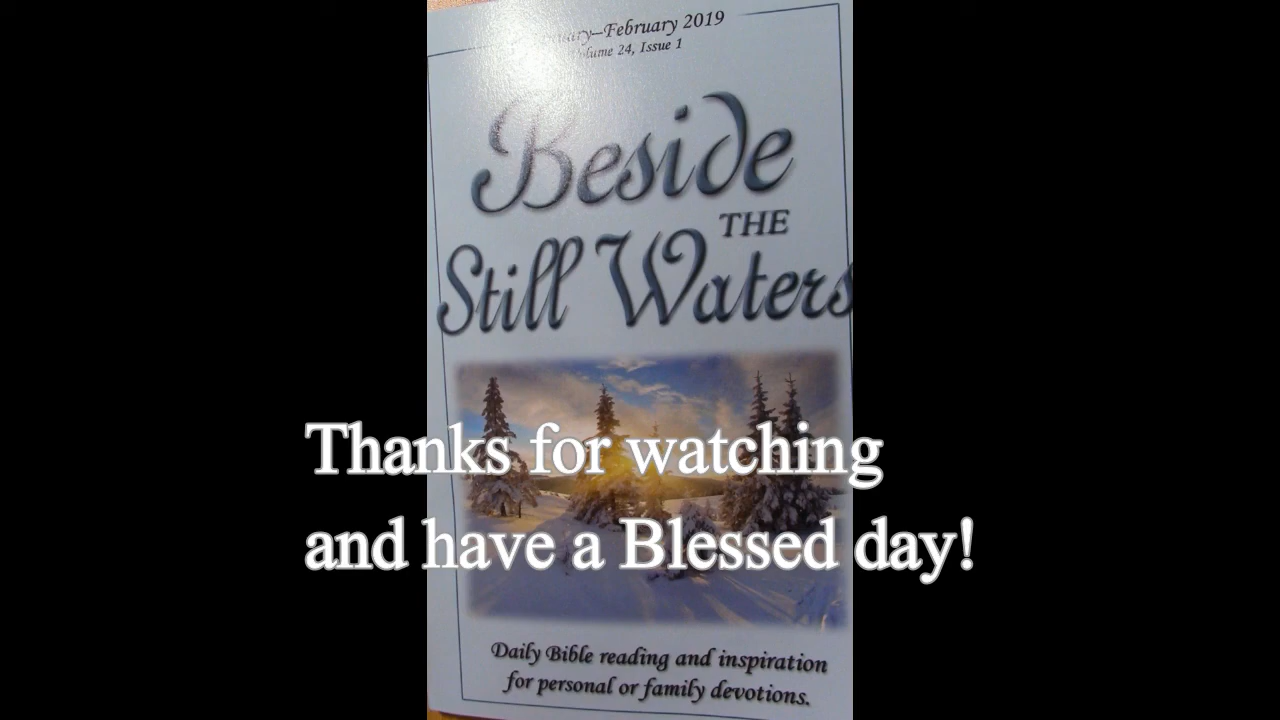 January–February 2019
Volume 24, Issue 1
Beside
THE
Still Waters
Thanks for watching
and have a Blessed day!
Daily Bible reading and inspiration
for personal or family devotions.